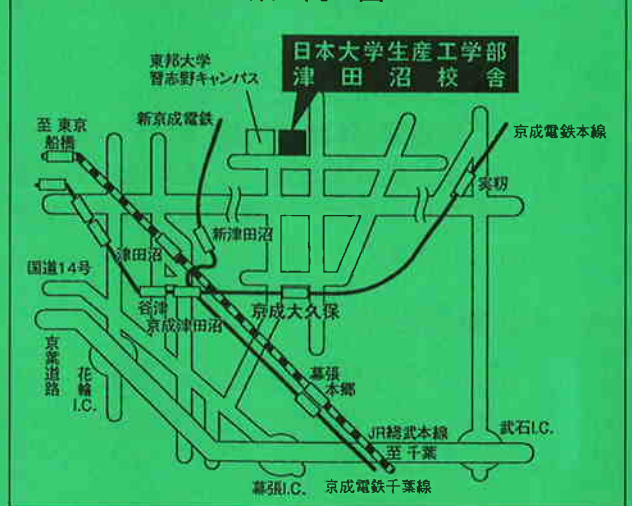 日本大学生産工学部
津田沼校舎
東邦大学
習志野キャンパス
新京成電鉄
至 東京
船橋
京成電鉄本線
実籾
新津田沼
津田沼
国道14号
谷津
京成津田沼
京成大久保
京葉道路
花輪
I.C.
幕張
本郷
JR総武本線
至 千葉
武石I.C.
幕張I.C.
京成電鉄千葉線